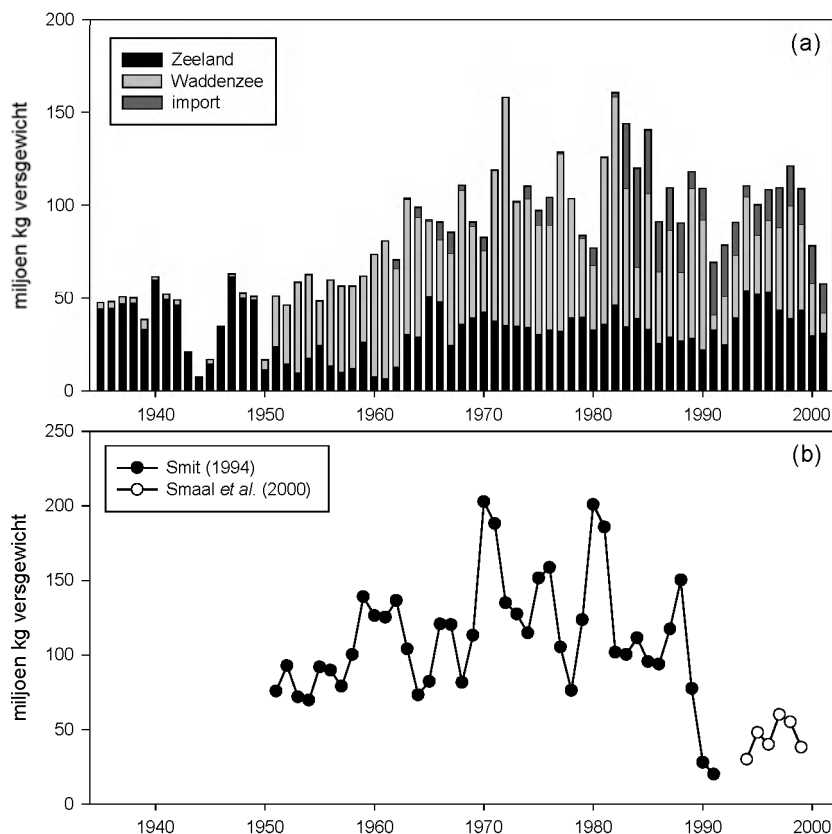 (a)
Zeeland
Waddenzee
import
miljoen kg versgewicht
200
150
100
50
0
1940
1950
1960
1970
1980
1990
2000
(b)
Smit (1994)
Smaal et al. (2000)
miljoen kg versgewicht
250
200
150
100
50
0
1940
1950
1960
1970
1980
1990
2000